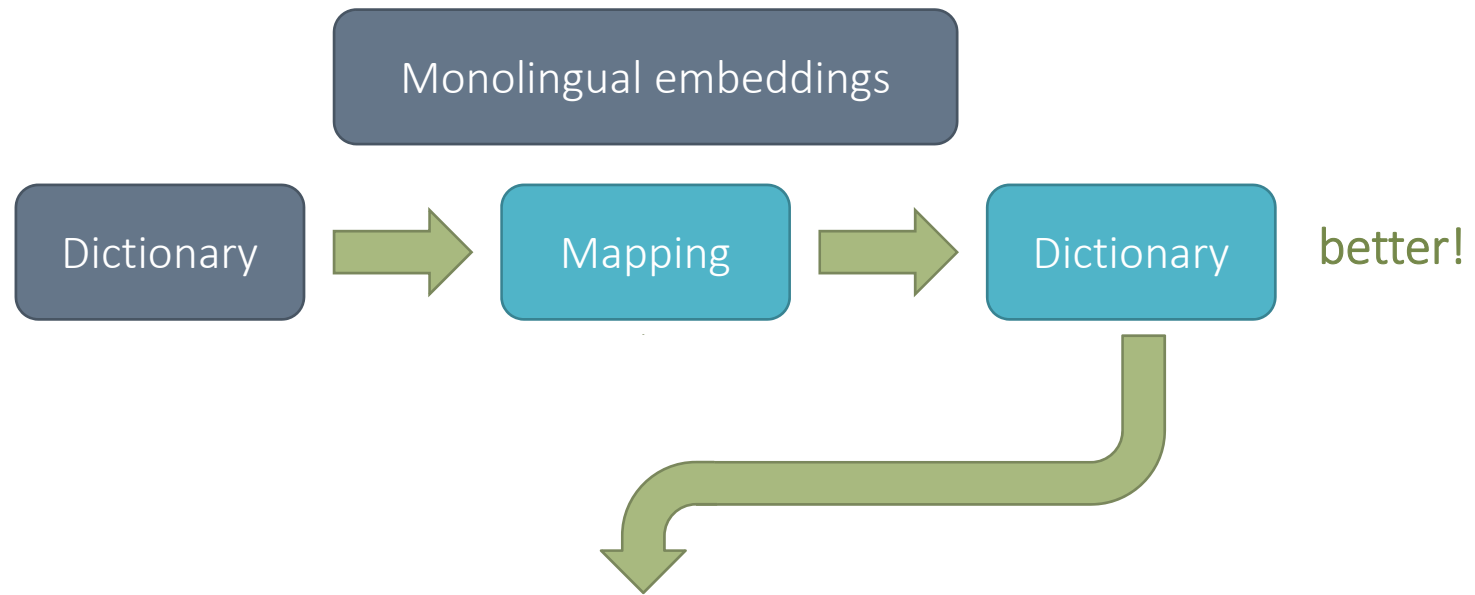 Monolingual embeddings
Dictionary
Mapping
Dictionary
better!